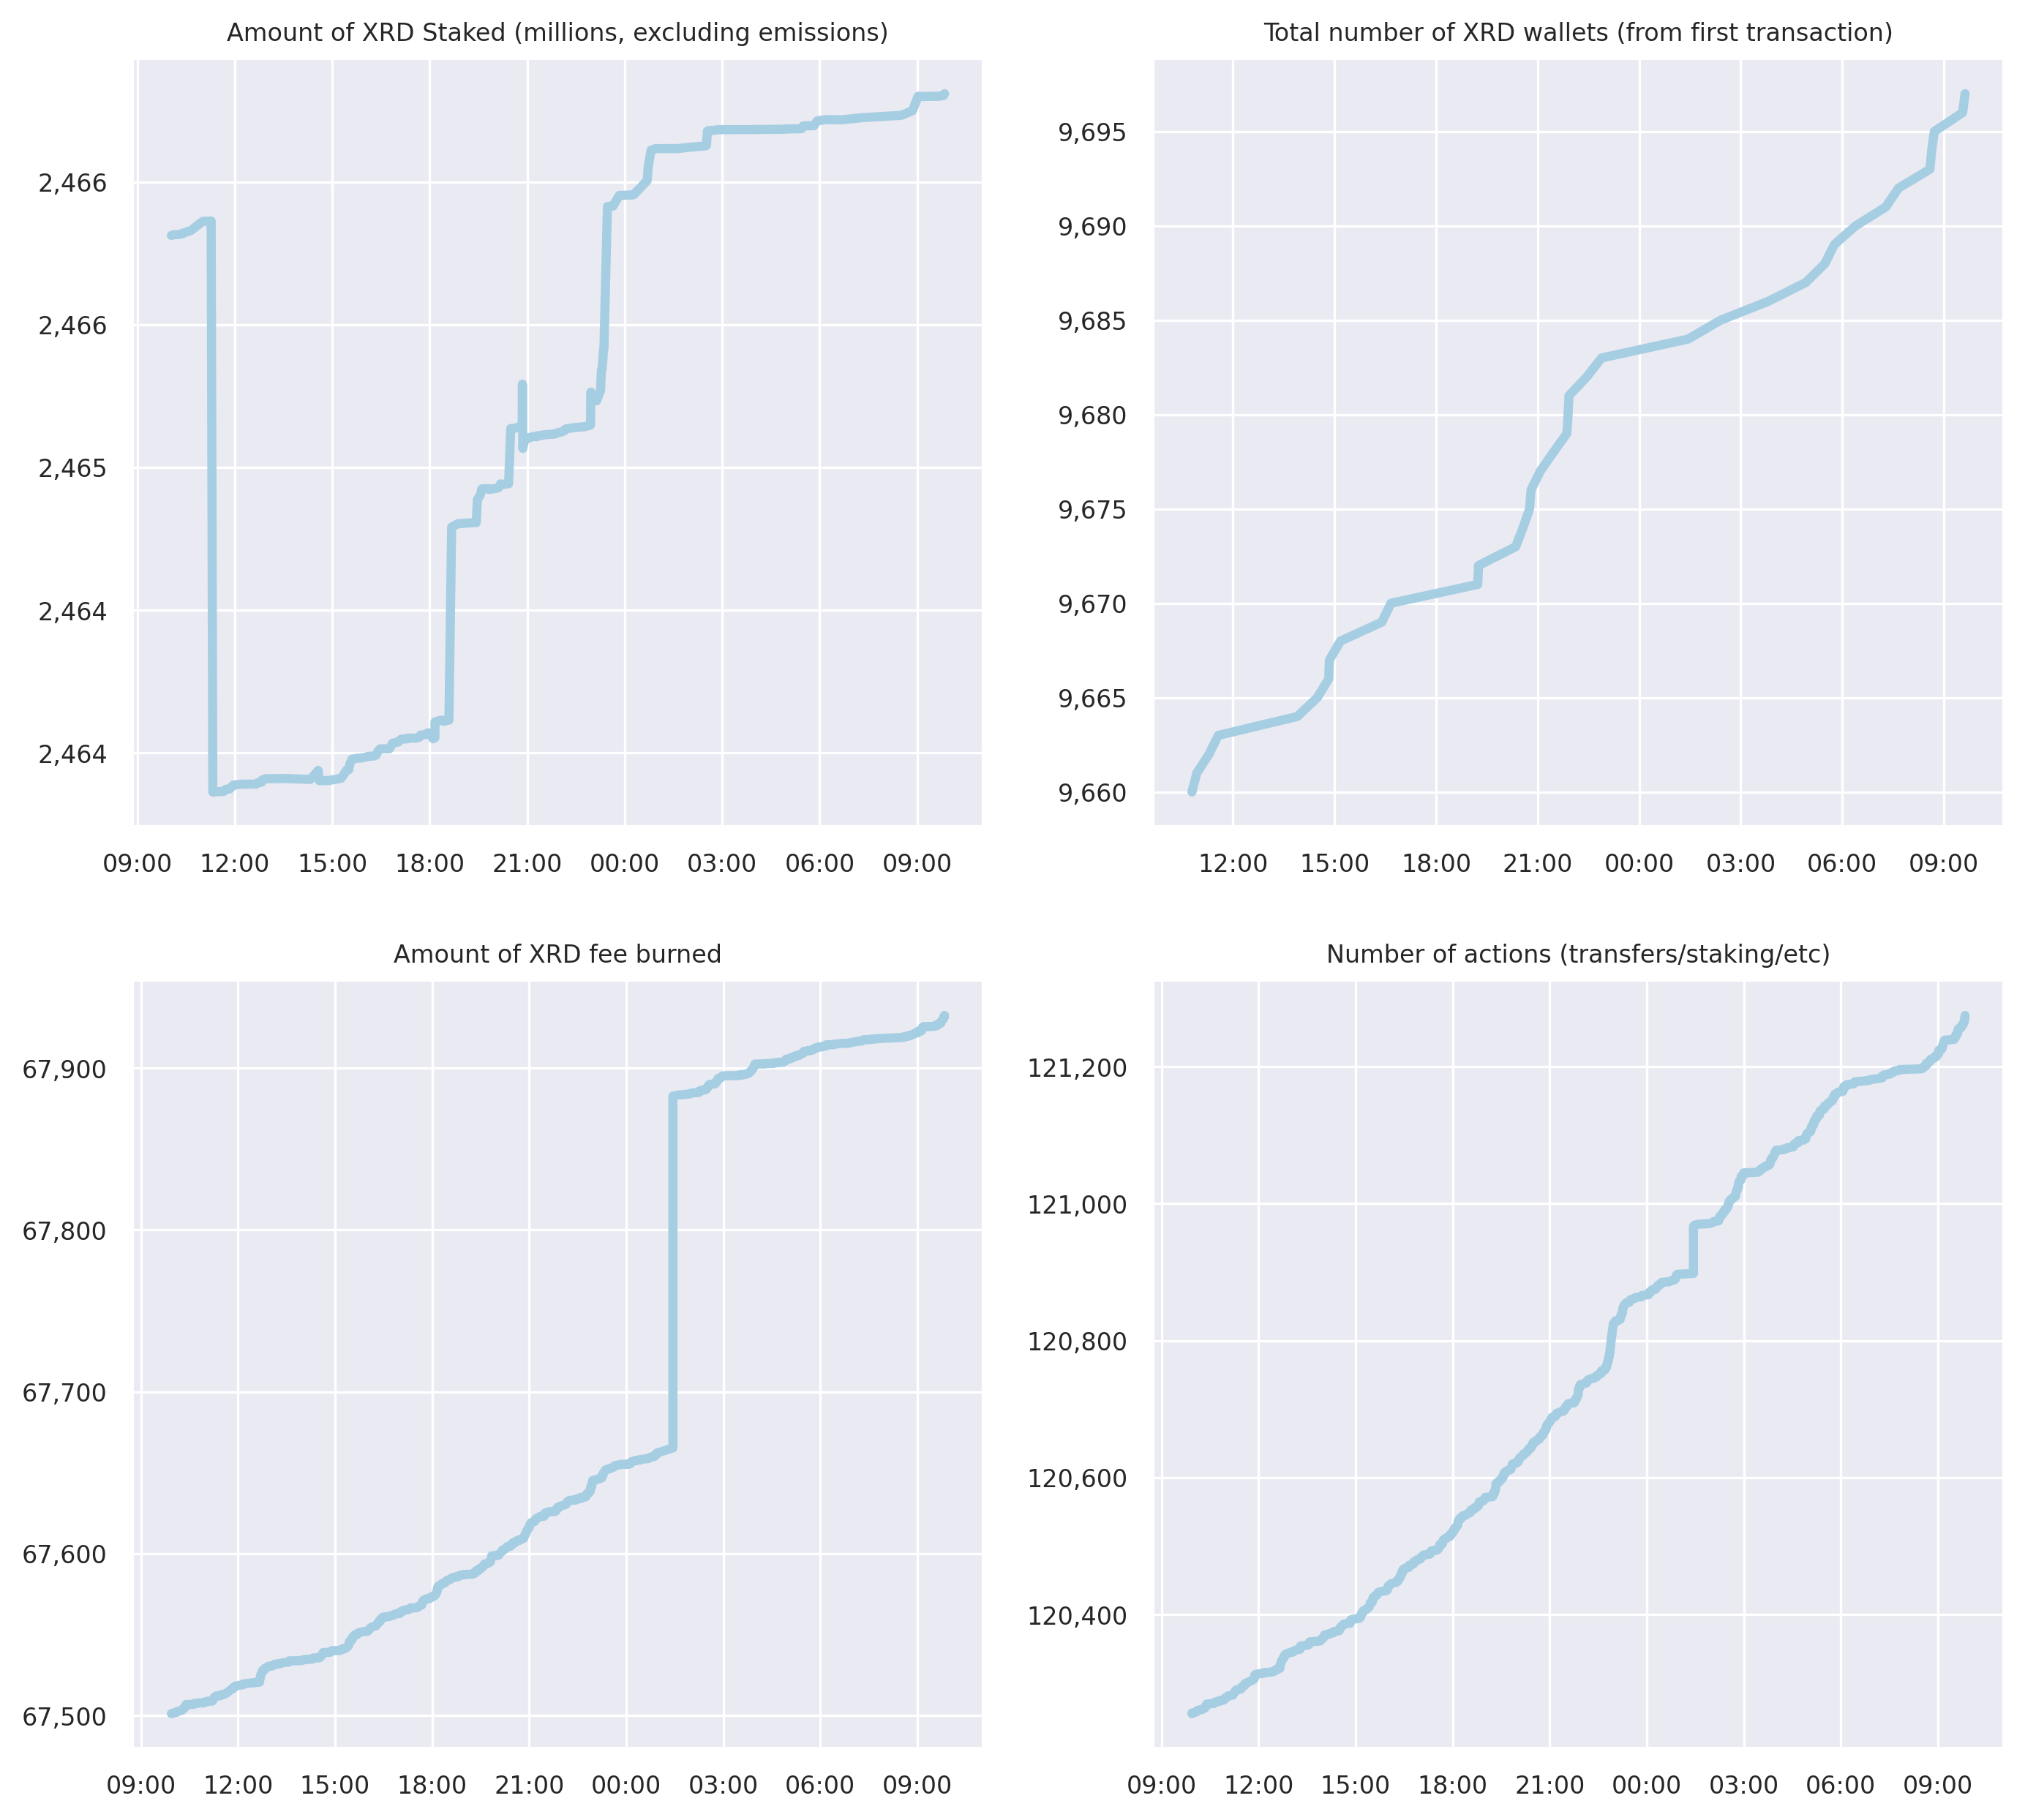 Amount of XRD Staked (millions, excluding emissions)
2,466
2,466
2,465
2,464
2,464
09:00 12:00 15:00 18:00 21:00 00:00 03:00 06:00 09:00
Total number of XRD wallets (from first transaction)
9,695
9,690
9,685
9,680
9,675
9,670
9,665
9,660
12:00 15:00 18:00 21:00 00:00 03:00 06:00 09:00
Amount of XRD fee burned
67,900
67,800
67,700
67,600
67,500
09:00 12:00 15:00 18:00 21:00 00:00 03:00 06:00 09:00
Number of actions (transfers/staking/etc)
121,200
121,000
120,800
120,600
120,400
09:00 12:00 15:00 18:00 21:00 00:00 03:00 06:00 09:00